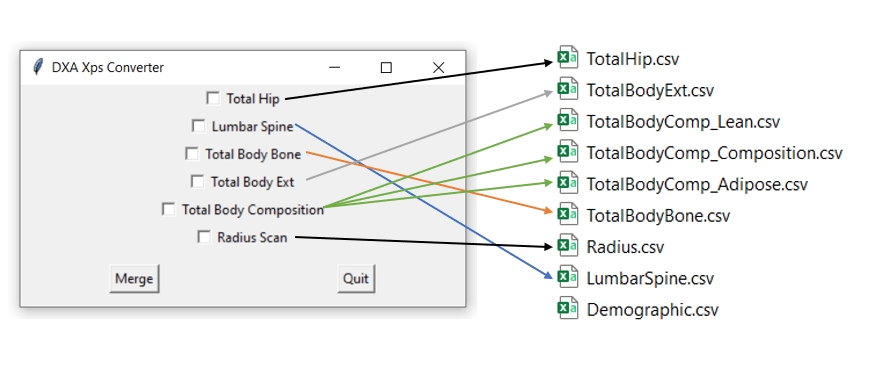 DXA Xps Converter
Total Hip
Lumbar Spine
Total Body Bone
Total Body Ext
Total Body Composition
Radius Scan
Merge
Quit
TotalHip.csv
TotalBodyExt.csv
TotalBodyComp_Lean.csv
TotalBodyComp_Composition.csv
TotalBodyComp_Adipose.csv
TotalBodyBone.csv
Radius.csv
LumbarSpine.csv
Demographic.csv